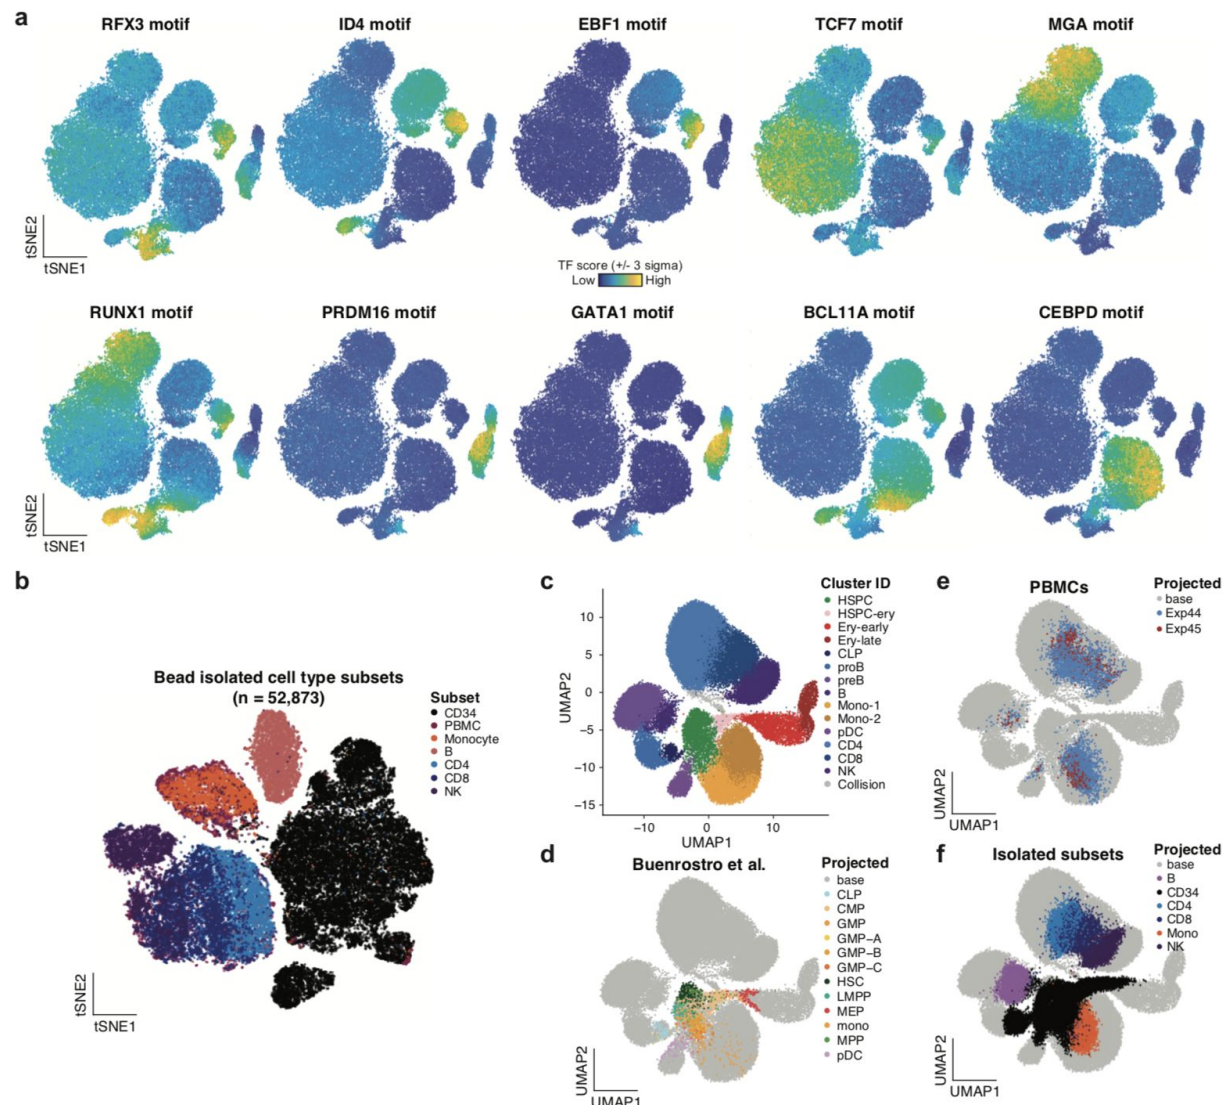 a
RFX3 motif
ID4 motif
EBF1 motif
TCF7 motif
MGA motif
tSNE2
tSNE1
TF score (+/- 3 sigma)
Low
High
RUNX1 motif
PRDM16 motif
GATA1 motif
BCL11A motif
CEBPD motif
tSNE2
tSNE1
b
Bead isolated cell type subsets
(n = 52,873)
Subset
CD34
PBMC
Monocyte
B
CD4
CD8
NK
tSNE2
tSNE1
c
10
5
0
−5
−10
−15
UMAP2
−10
0
10
UMAP1
Cluster ID
HSPC
HSPC-ery
Ery-early
Ery-late
CLP
proB
preB
B
Mono-1
Mono-2
pDC
CD4
CD8
NK
Collision
e
PBMCs
Projected
base
Exp44
Exp45
UMAP2
UMAP1
d
Buenrostro et al.
Projected
base
CLP
CMP
GMP
GMP−A
GMP−B
GMP−C
HSC
LMPP
MEP
mono
MPP
pDC
UMAP2
UMAP1
f
Isolated subsets
Projected
base
B
CD34
CD4
CD8
Mono
NK
UMAP2
UMAP1